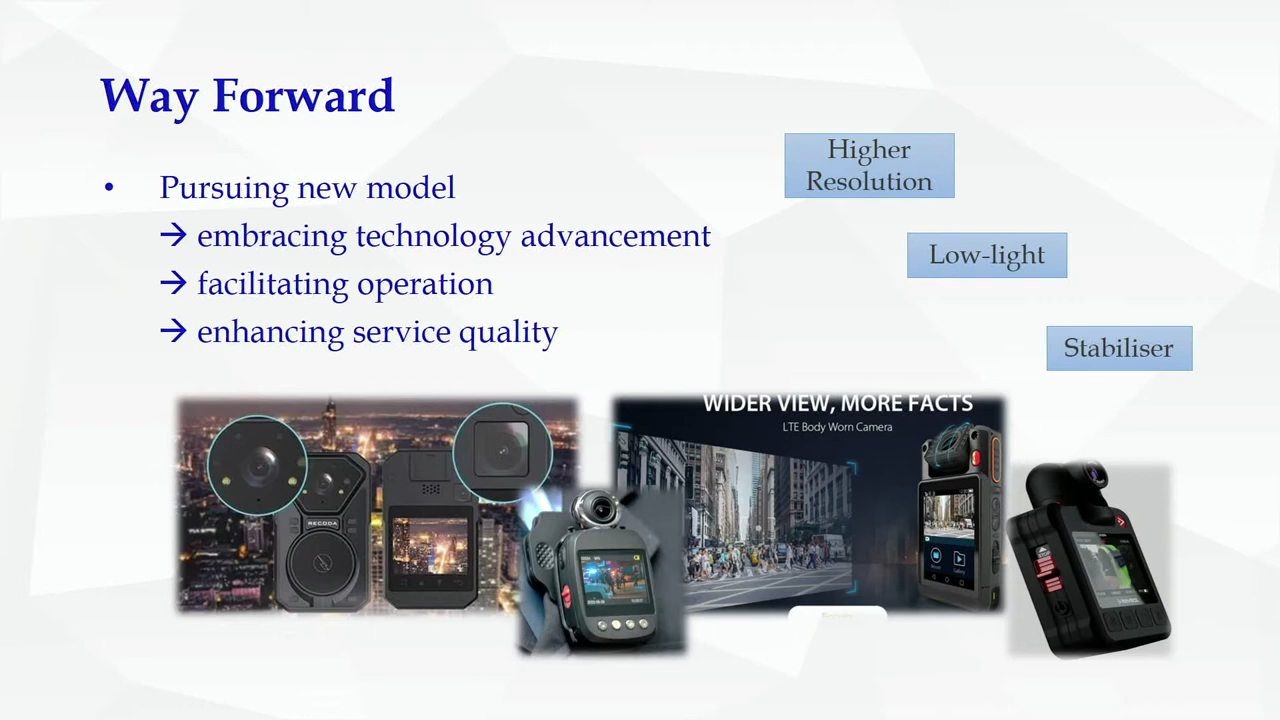 Way Forward
• Pursuing new model
→ embracing technology advancement
→ facilitating operation
→ enhancing service quality
Higher
Resolution
Low-light
Stabiliser
WIDER VIEW, MORE FACTS
LTE Body Worn Camera
RECODA
Gallery